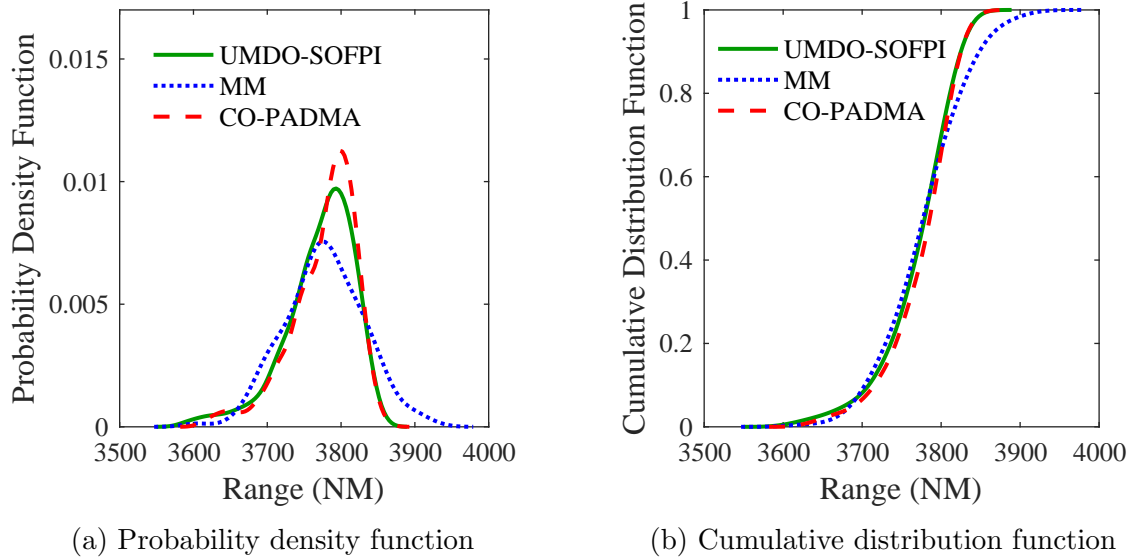 Probability Density Function
0.015
0.01
0.005
0
UMDO-SOFPI
MM
CO-PADMA
3500 3600 3700 3800 3900 4000
Range (NM)
(a) Probability density function
Cumulative Distribution Function
1
0.8
0.6
0.4
0.2
0
UMDO-SOFPI
MM
CO-PADMA
3500 3600 3700 3800 3900 4000
Range (NM)
(b) Cumulative distribution function